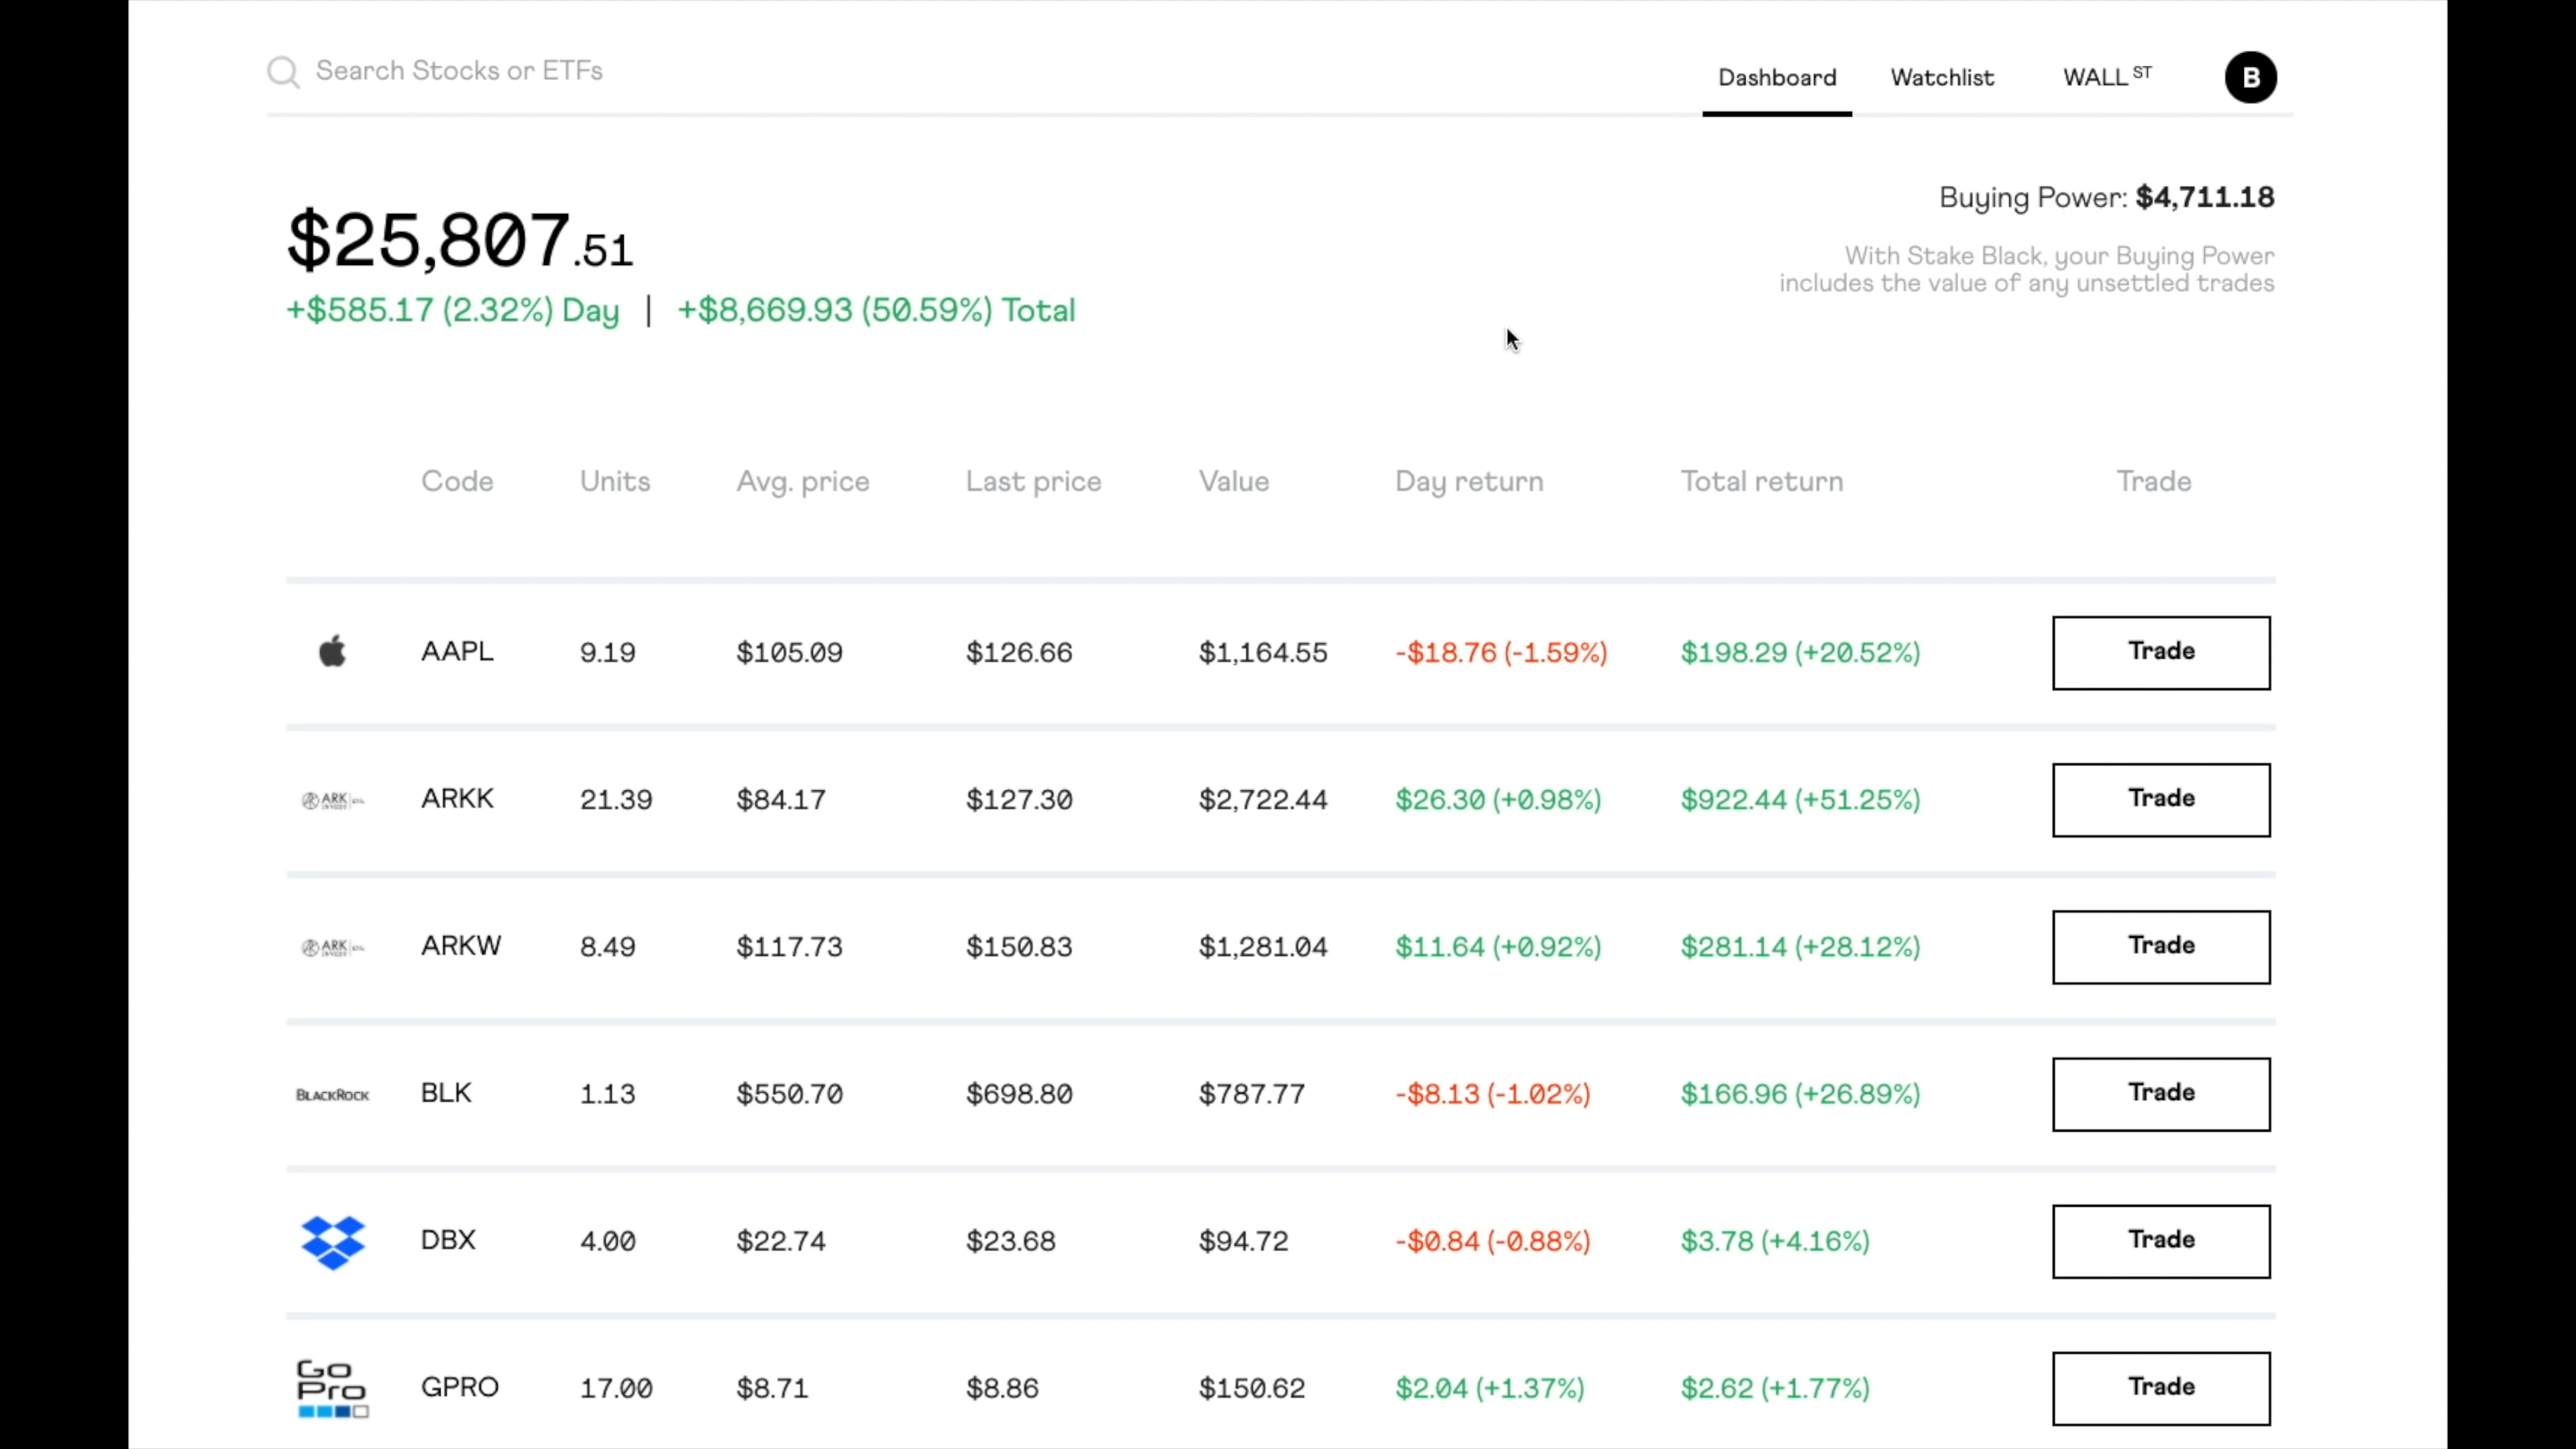 Search Stocks or ETFs
Dashboard Watchlist WALL ST B
Buying Power: $4,711.18
$25,807.51
With Stake Black, your Buying Power
includes the value of any unsettled trades
+$585.17 (2.32%) Day | +$8,669.93 (50.59%) Total
Code Units Avg. price Last price Value Day return Total return Trade
AAPL 9.19 $105.09 $126.66 $1,164.55 -$18.76 (-1.59%) $198.29 (+20.52%) Trade
ARK INVEST ARKK 21.39 $84.17 $127.30 $2,722.44 $26.30 (+0.98%) $922.44 (+51.25%) Trade
ARK INVEST ARKW 8.49 $117.73 $150.83 $1,281.04 $11.64 (+0.92%) $281.14 (+28.12%) Trade
BLACKROCK BLK 1.13 $550.70 $698.80 $787.77 -$8.13 (-1.02%) $166.96 (+26.89%) Trade
DBX 4.00 $22.74 $23.68 $94.72 -$0.84 (-0.88%) $3.78 (+4.16%) Trade
Go
Pro
GPRO 17.00 $8.71 $8.86 $150.62 $2.04 (+1.37%) $2.62 (+1.77%) Trade